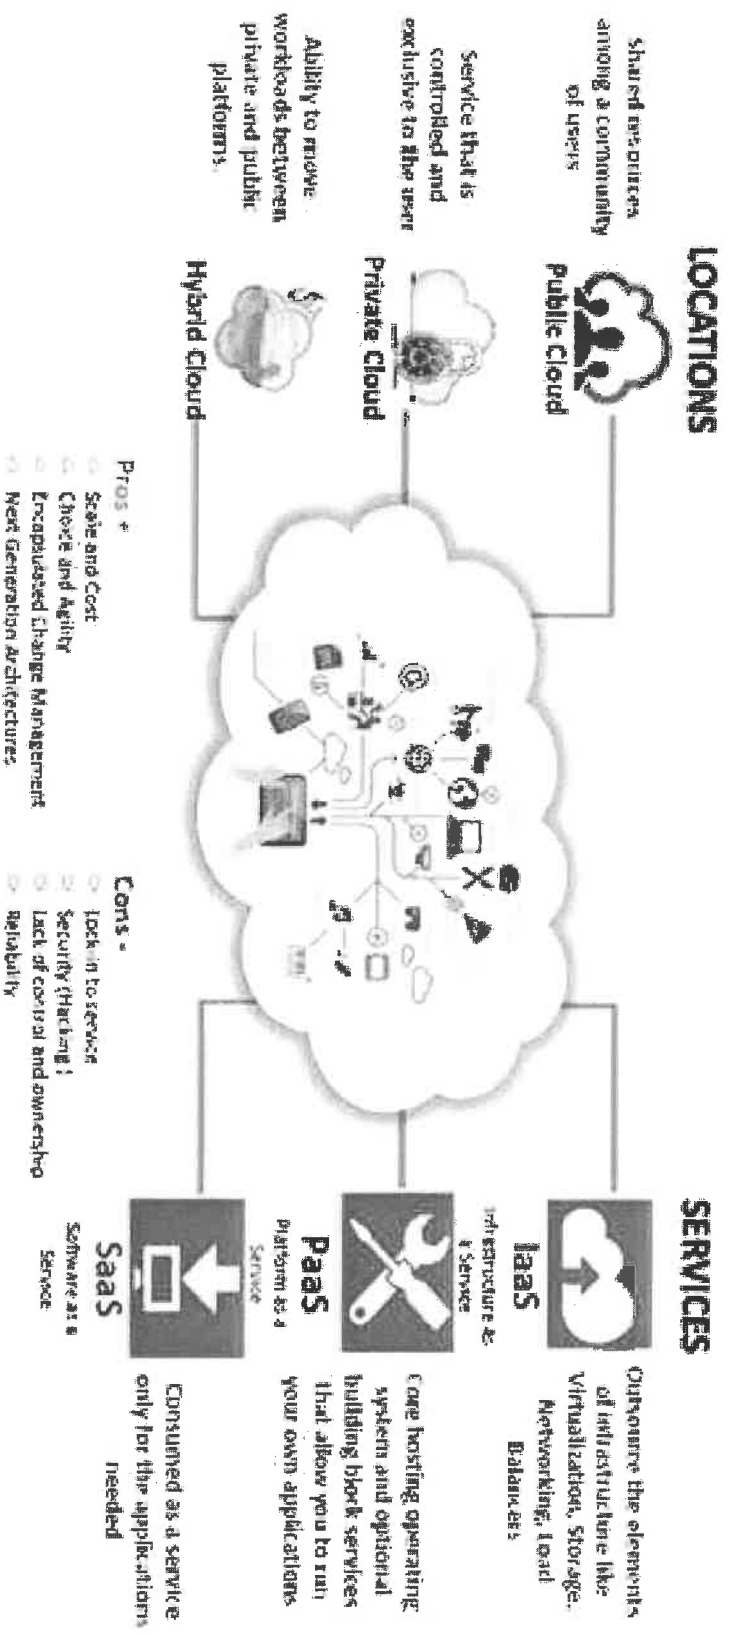 LOCATIONS
Shared resources
among a community
of users
Public Cloud
Service that is
controlled and
exclusive to the user
Private Cloud
Ability to move
workloads between
private and public
platforms.
Hybrid Cloud
SERVICES
IaaS
Infrastructure as
a Service
Outsource the elements
of infrastructure like
Virtualization, Storage,
Networking, Load
Balancers
PaaS
Platform as a
Service
Core hosting operating
system and optional
building block services
that allow you to run
your own applications
SaaS
Software as a
Service
Consumed as a service
only for the applications
needed
Pros +
Scale and Cost
Choice and Agility
Encapsulated Change Management
Next Generation Architectures
Cons -
Lock-in to service
Security (Hacking)
Lack of control and ownership
Reliability